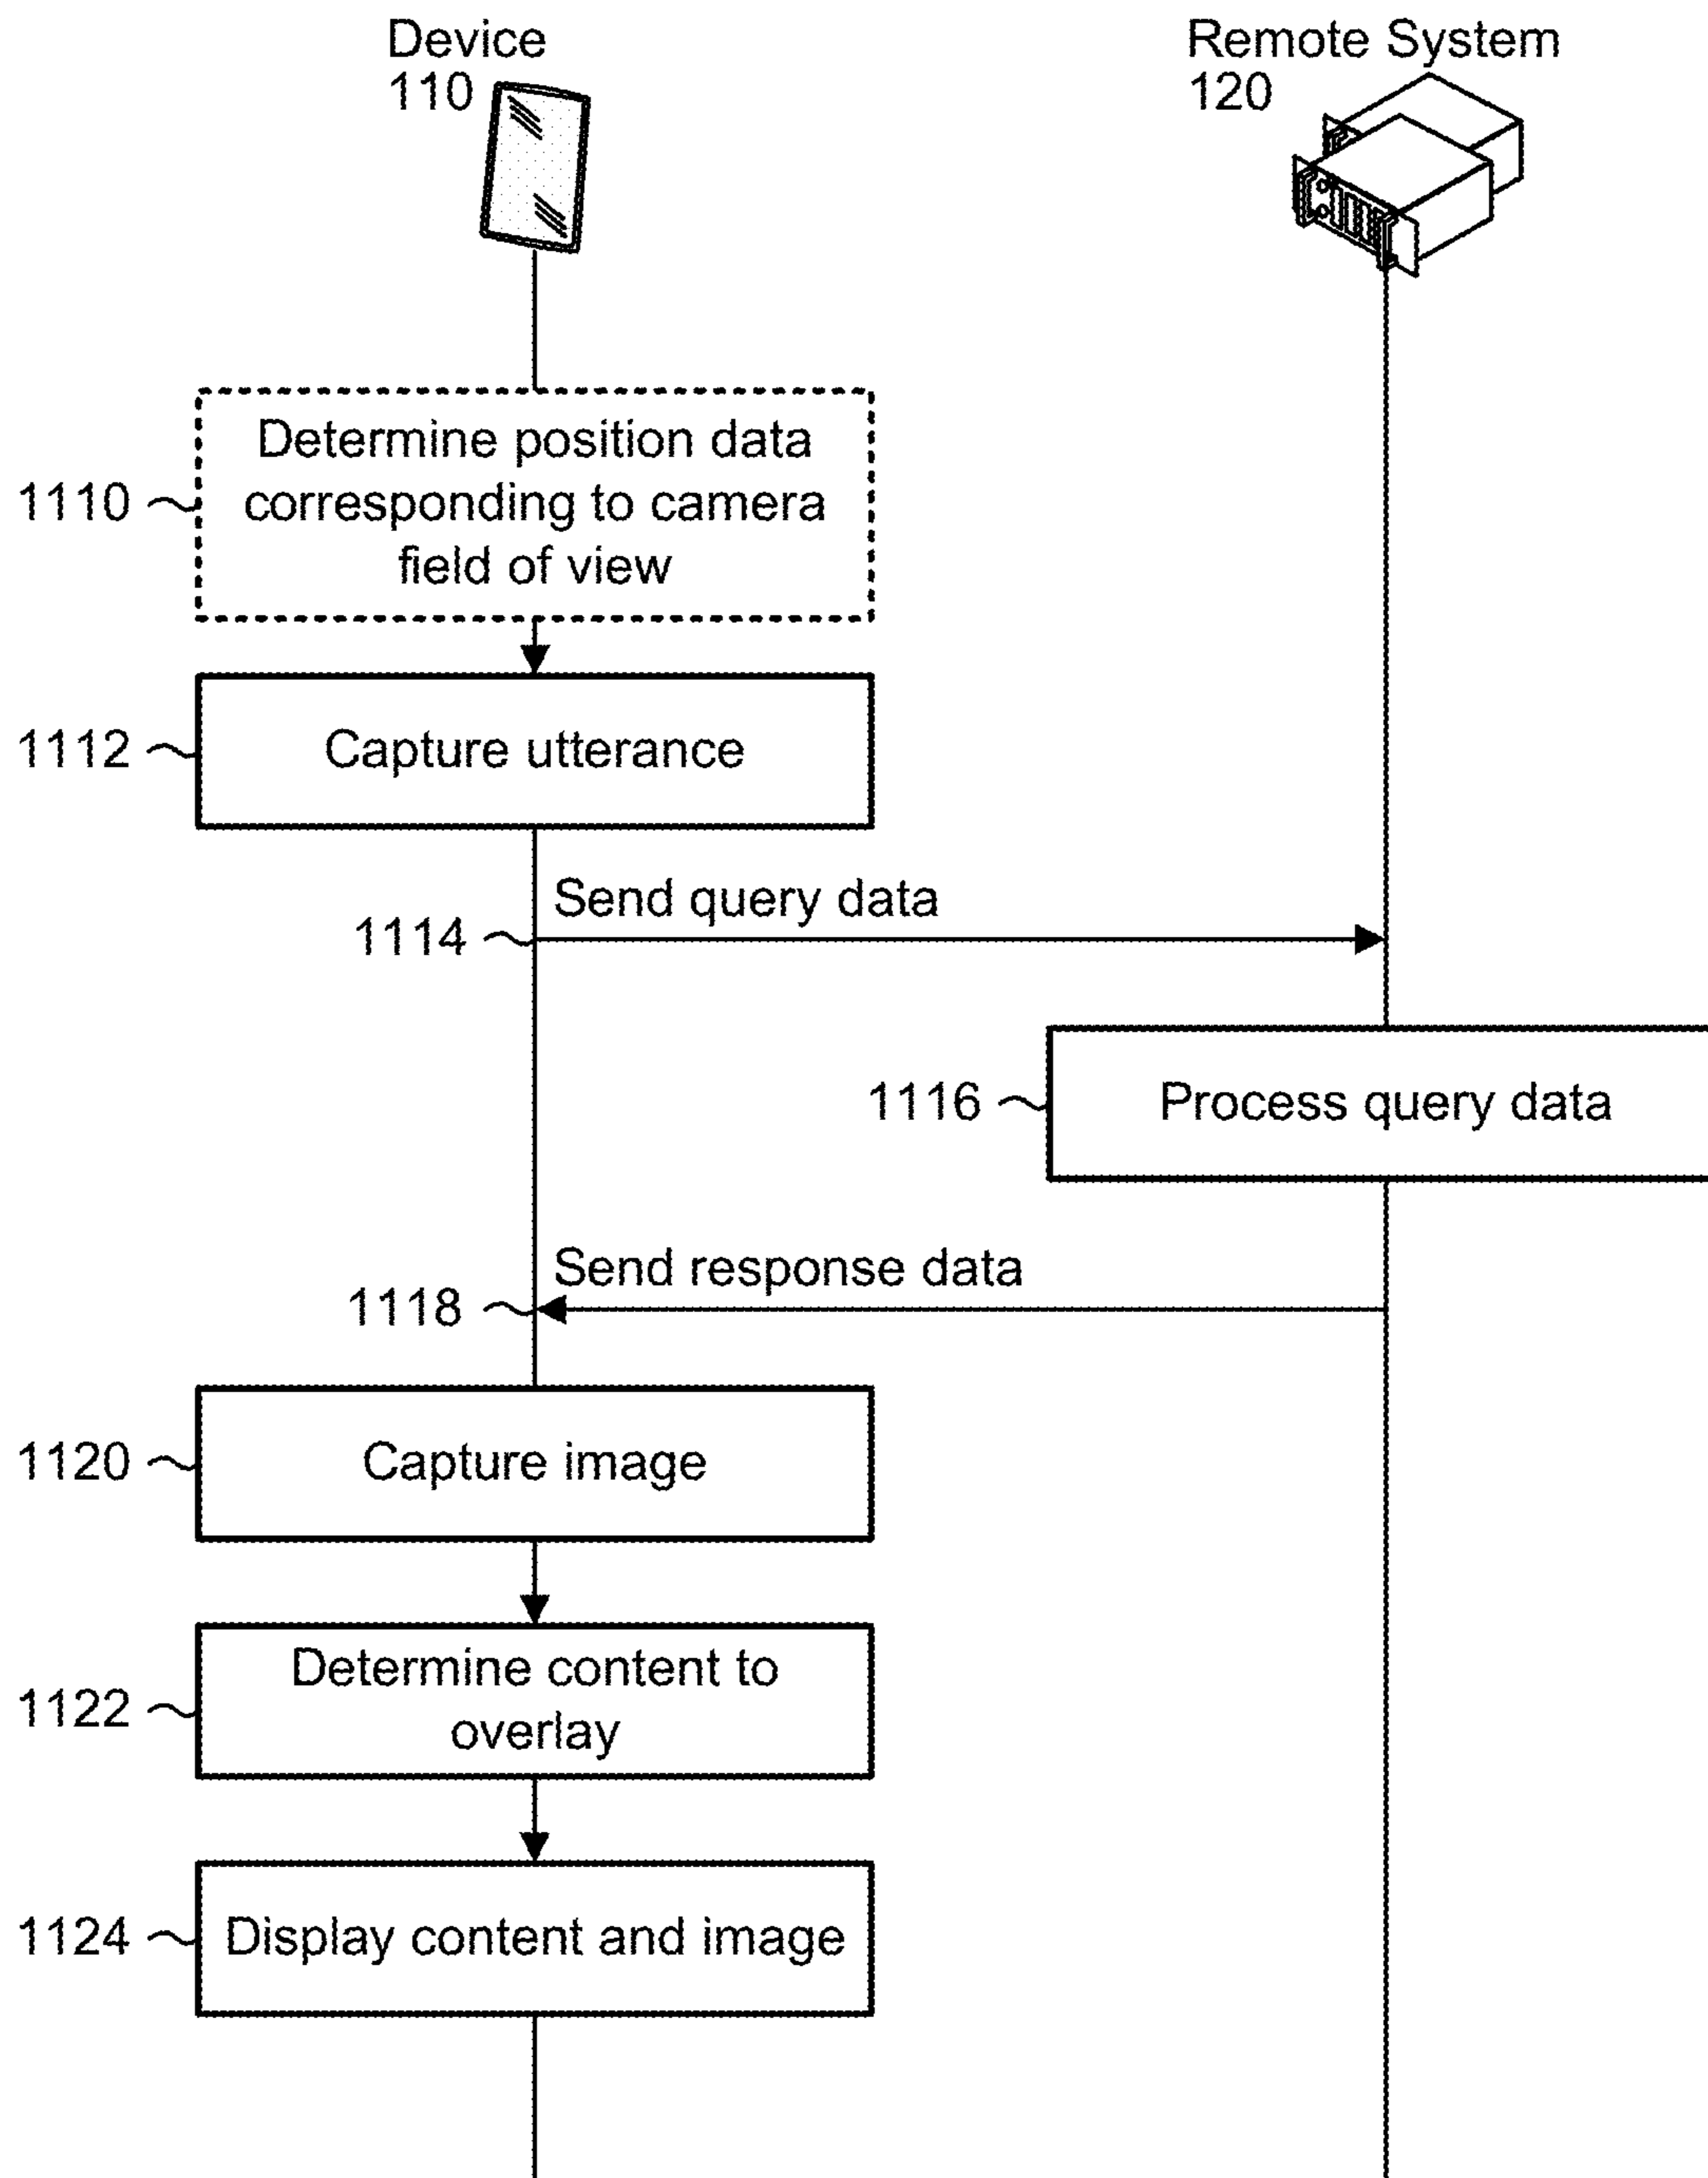 Device
110
Remote System
120
Determine position data
corresponding to camera
field of view
1110
Capture utterance
1112
Send query data
1114
Process query data
1116
Send response data
1118
Capture image
1120
Determine content to
overlay
1122
Display content and image
1124